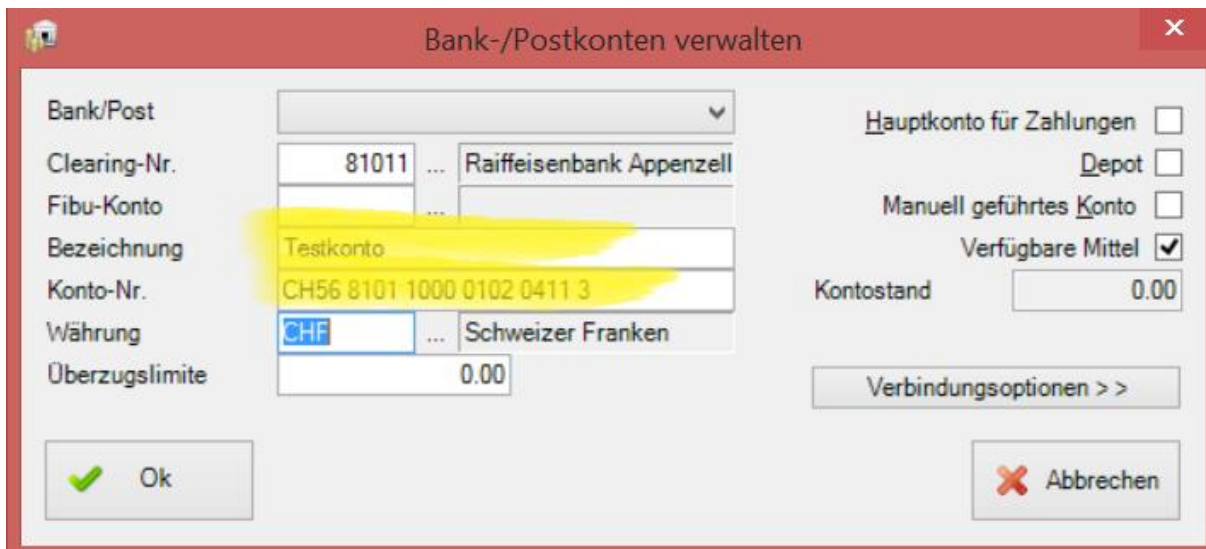 Bank-/Postkonten verwalten
Bank/Post
Hauptkonto für Zahlungen
Clearing-Nr. 81011 ... Raiffeisenbank Appenzell
Depot
Fibu-Konto ...
Manuell geführtes Konto
Bezeichnung Testkonto
Verfügbare Mittel
Konto-Nr. CH56 8101 1000 0102 0411 3
Kontostand 0.00
Währung CHF ... Schweizer Franken
Überzugslimite 0.00
Verbindungsoptionen > >
Ok
Abbrechen